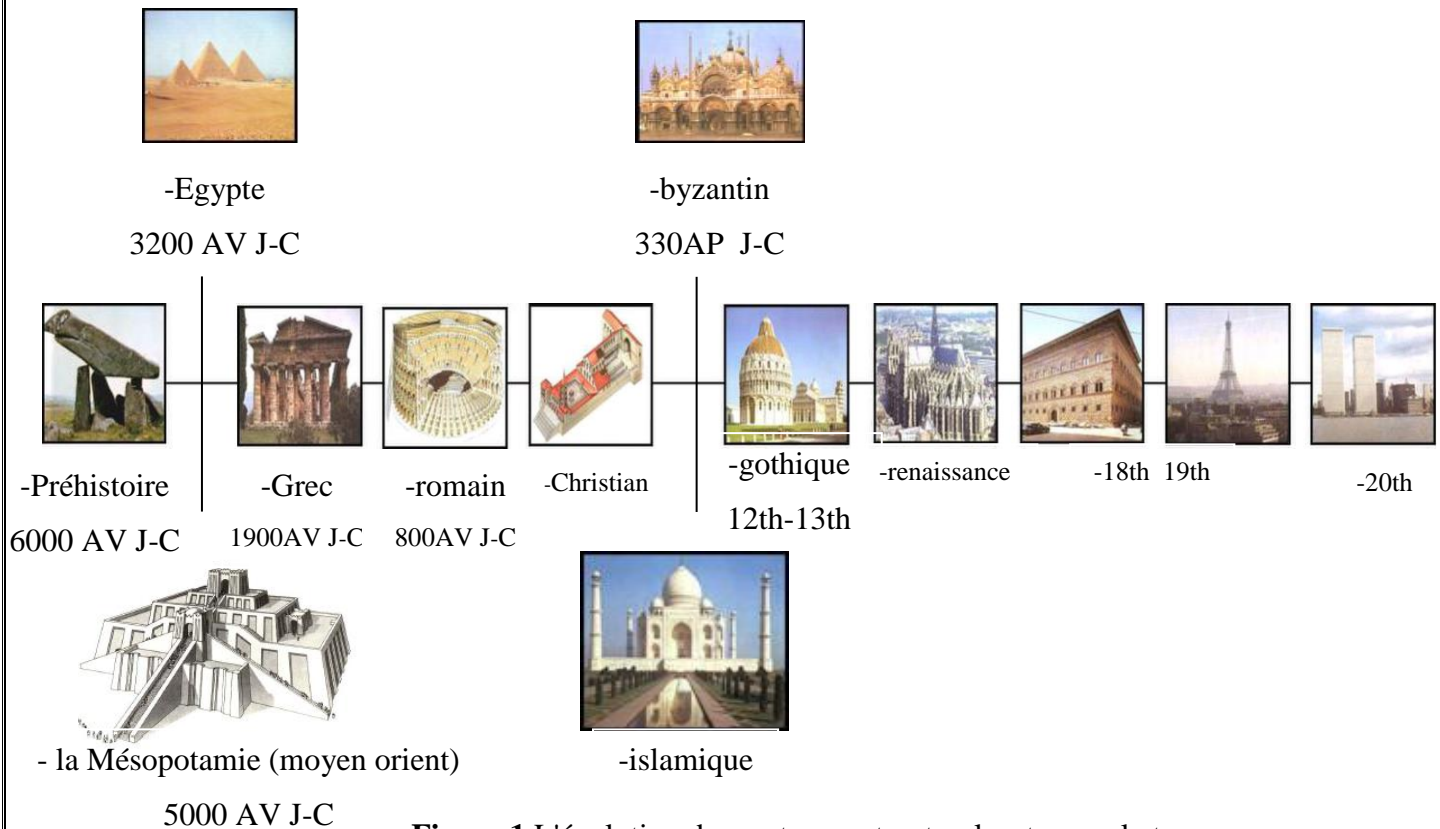 -Egypte
3200 AV J-C
-byzantin
330AP J-C
-Préhistoire
6000 AV J-C
-Grec
1900AV J-C
-romain
800AV J-C
-Christian
-gothique
12th-13th
-renaissance
-18th 19th
-20th
- la Mésopotamie (moyen orient)
5000 AV J-C
-islamique